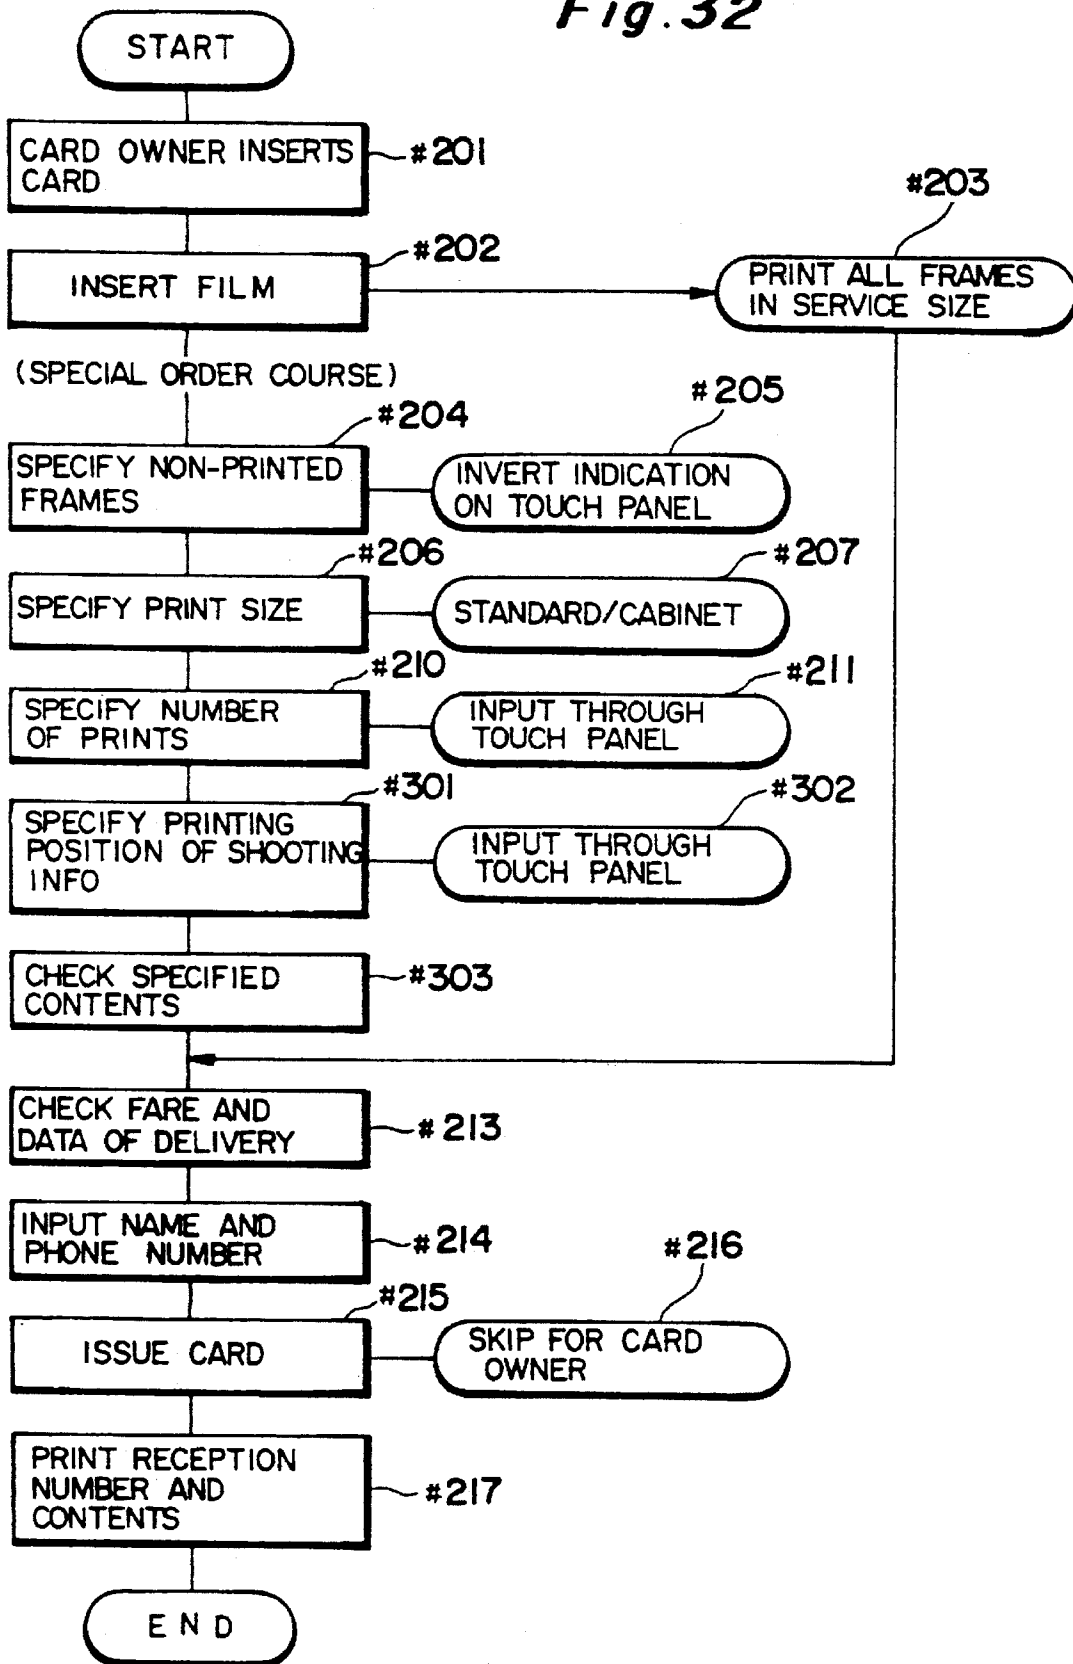 Fig. 32
START
CARD OWNER INSERTS
CARD
#201
#203
#202
INSERT FILM
PRINT ALL FRAMES
IN SERVICE SIZE
(SPECIAL ORDER COURSE)
#205
#204
SPECIFY NON-PRINTED
FRAMES
INVERT INDICATION
ON TOUCH PANEL
#206
#207
SPECIFY PRINT SIZE
STANDARD/CABINET
#210
#211
SPECIFY NUMBER
OF PRINTS
INPUT THROUGH
TOUCH PANEL
#301
#302
SPECIFY PRINTING
POSITION OF SHOOTING
INFO
INPUT THROUGH
TOUCH PANEL
CHECK SPECIFIED
CONTENTS
#303
CHECK FARE AND
DATA OF DELIVERY
#213
INPUT NAME AND
PHONE NUMBER
#214
#216
#215
ISSUE CARD
SKIP FOR CARD
OWNER
PRINT RECEPTION
NUMBER AND
CONTENTS
#217
END